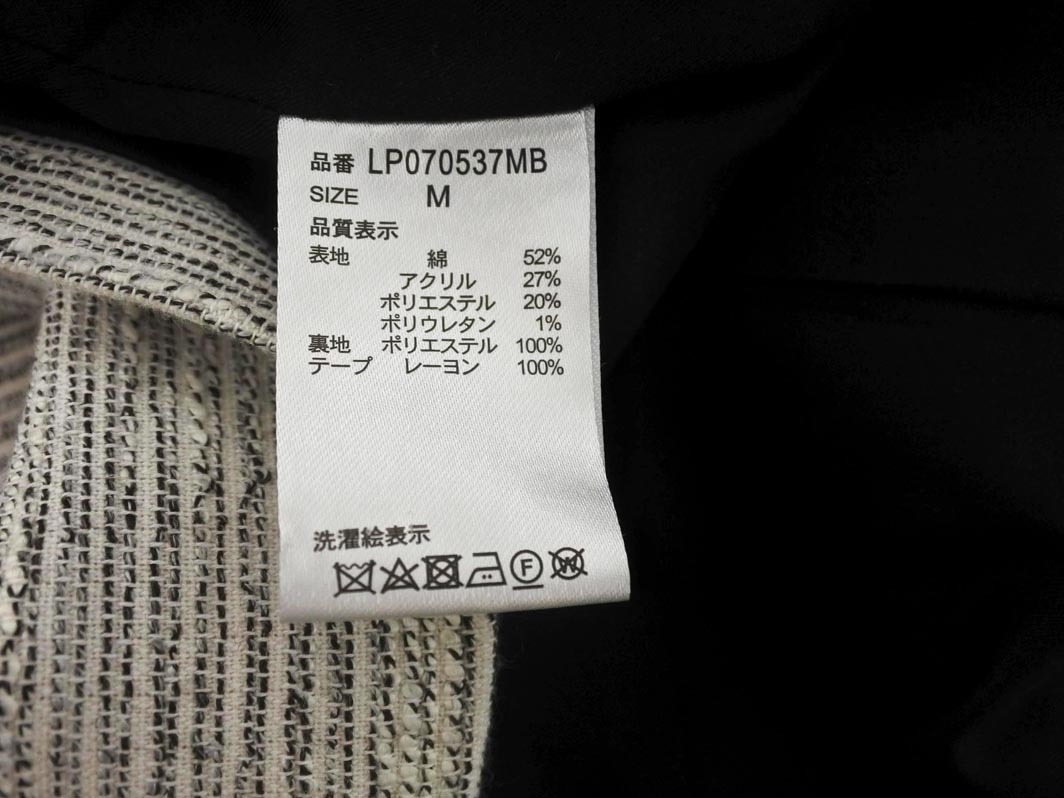 品番 LP070537MB
SIZE M
品質表示
表地 綿 52%
アクリル 27%
ポリエステル 20%
ポリウレタン 1%
裏地 ポリエステル 100%
テープ レーヨン 100%
洗濯絵表示
F W